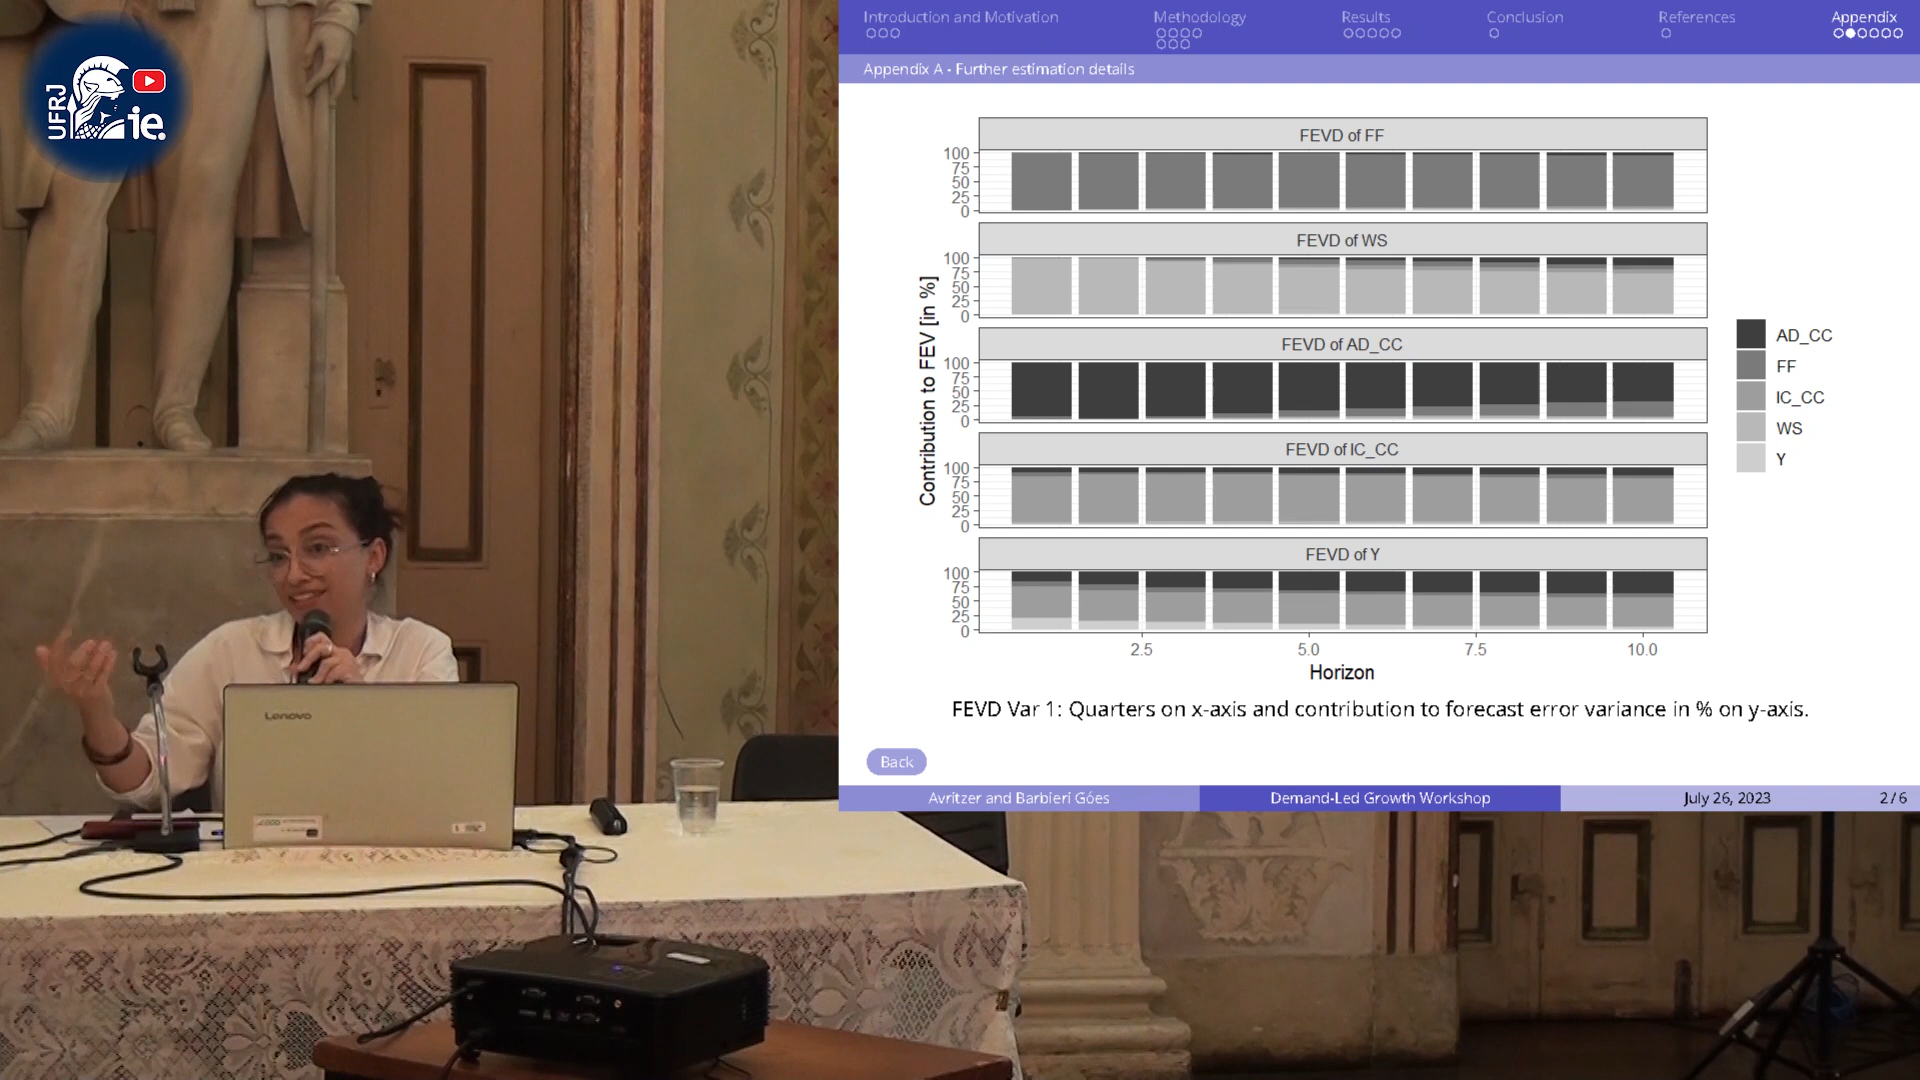 UFRJ
ie.
Introduction and Motivation
Methodology
Results
Conclusion
References
Appendix
Appendix A - Further estimation details
FEVD of FF
100
75
50
25
0
FEVD of WS
100
75
50
25
0
FEVD of AD_CC
100
75
50
25
0
FEVD of IC_CC
100
75
50
25
0
FEVD of Y
100
75
50
25
0
Contribution to FEV [in %]
2.5
5.0
7.5
10.0
Horizon
AD_CC
FF
IC_CC
WS
Y
FEVD Var 1: Quarters on x-axis and contribution to forecast error variance in % on y-axis.
Back
Avritzer and Barbieri Góes
Demand-Led Growth Workshop
July 26, 2023
2 / 6
Lenovo